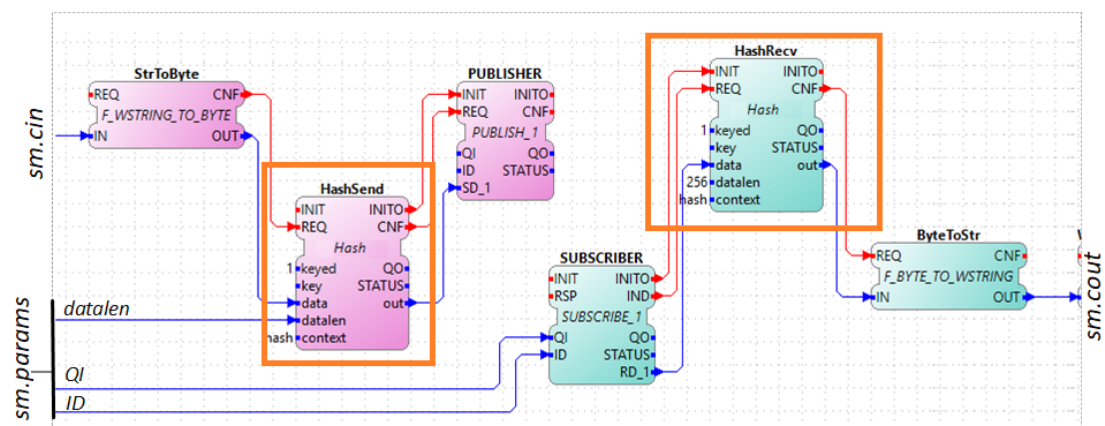 sm.cin
StrToByte
REQ CNF
F_WSTRING_TO_BYTE
IN OUT
HashSend
INIT INITO
REQ CNF
Hash
1 keyed QO
key STATUS
data out
datalen
hash context
PUBLISHER
INIT INITO
REQ CNF
PUBLISH_1
QI QO
ID STATUS
SD_1
HashRecv
INIT INITO
REQ CNF
Hash
1 keyed QO
key STATUS
data out
256 datalen
hash context
SUBSCRIBER
INIT INITO
RSP IND
SUBSCRIBE_1
QI QO
ID STATUS
RD_1
ByteToStr
REQ CNF
F_BYTE_TO_WSTRING
IN OUT
sm.cout
sm.params
datalen
QI
ID